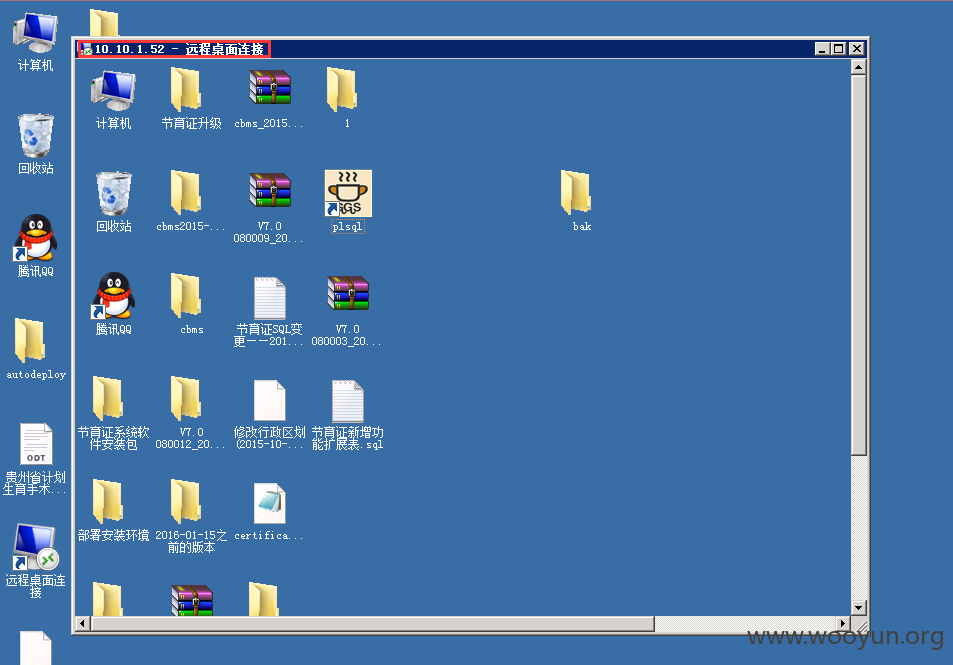 计算机
回收站
腾讯QQ
autodeploy
ODT
贵州省计划
生育手术...
远程桌面连
接
10.10.1.52 - 远程桌面连接
计算机
节育证升级
cbms_2015...
1
回收站
cbms2015-...
V7.0
080009_20...
SGS
plsql
bak
腾讯QQ
cbms
节育证SQL变
更——201...
V7.0
080003_20...
节育证系统软
件安装包
V7.0
080012_20...
修改行政区划
(2015-10-...
节育证新增功
能扩展表.sql
部署安装环境
2016-01-15之
前的版本
certifica...
www.wooyun.org